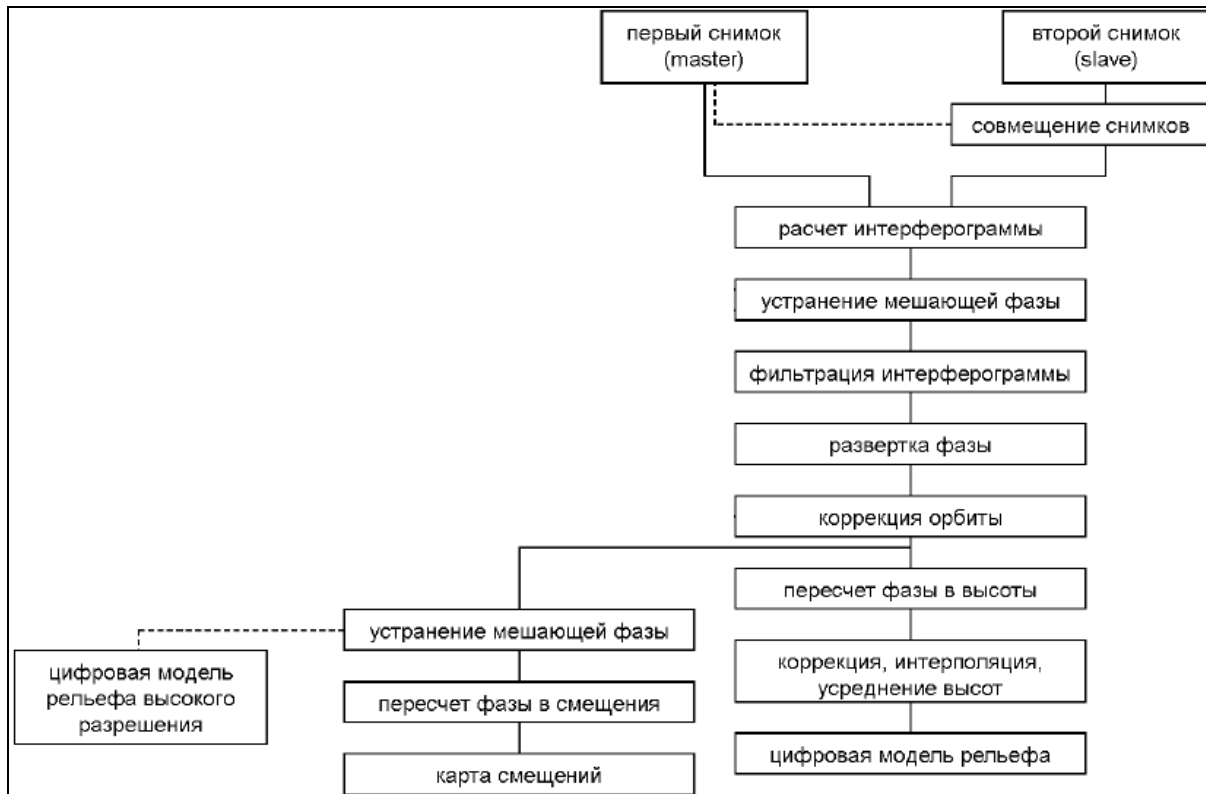 первый снимок
(master)
второй снимок
(slave)
совмещение снимков
расчет интерферограммы
устранение мешающей фазы
фильтрация интерферограммы
развертка фазы
коррекция орбиты
пересчет фазы в высоты
устранение мешающей фазы
цифровая модель
рельефа высокого
разрешения
коррекция, интерполяция,
усреднение высот
пересчет фазы в смещения
цифровая модель рельефа
карта смещений